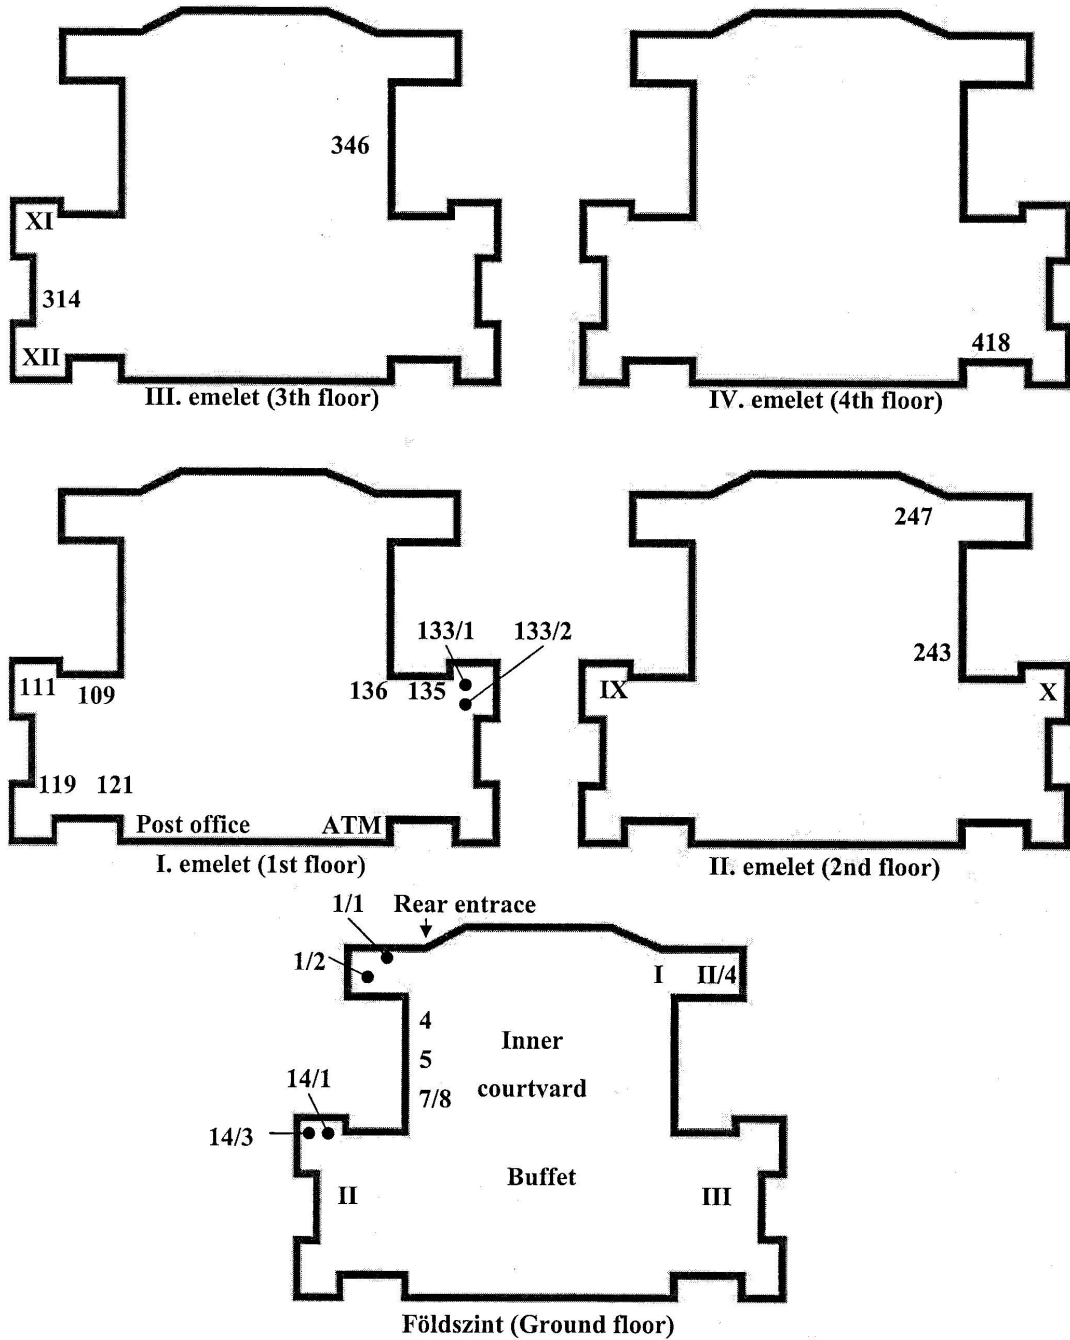 346
XI
314
XII
III. emelet (3th floor)
418
IV. emelet (4th floor)
133/1
133/2
111
109
136
135
119
121
Post office
ATM
I. emelet (1st floor)
247
243
IX
X
II. emelet (2nd floor)
1/1
Rear entrace
1/2
I
II/4
4
Inner
5
courtvard
14/1
7/8
14/3
Buffet
II
III
Földszint (Ground floor)